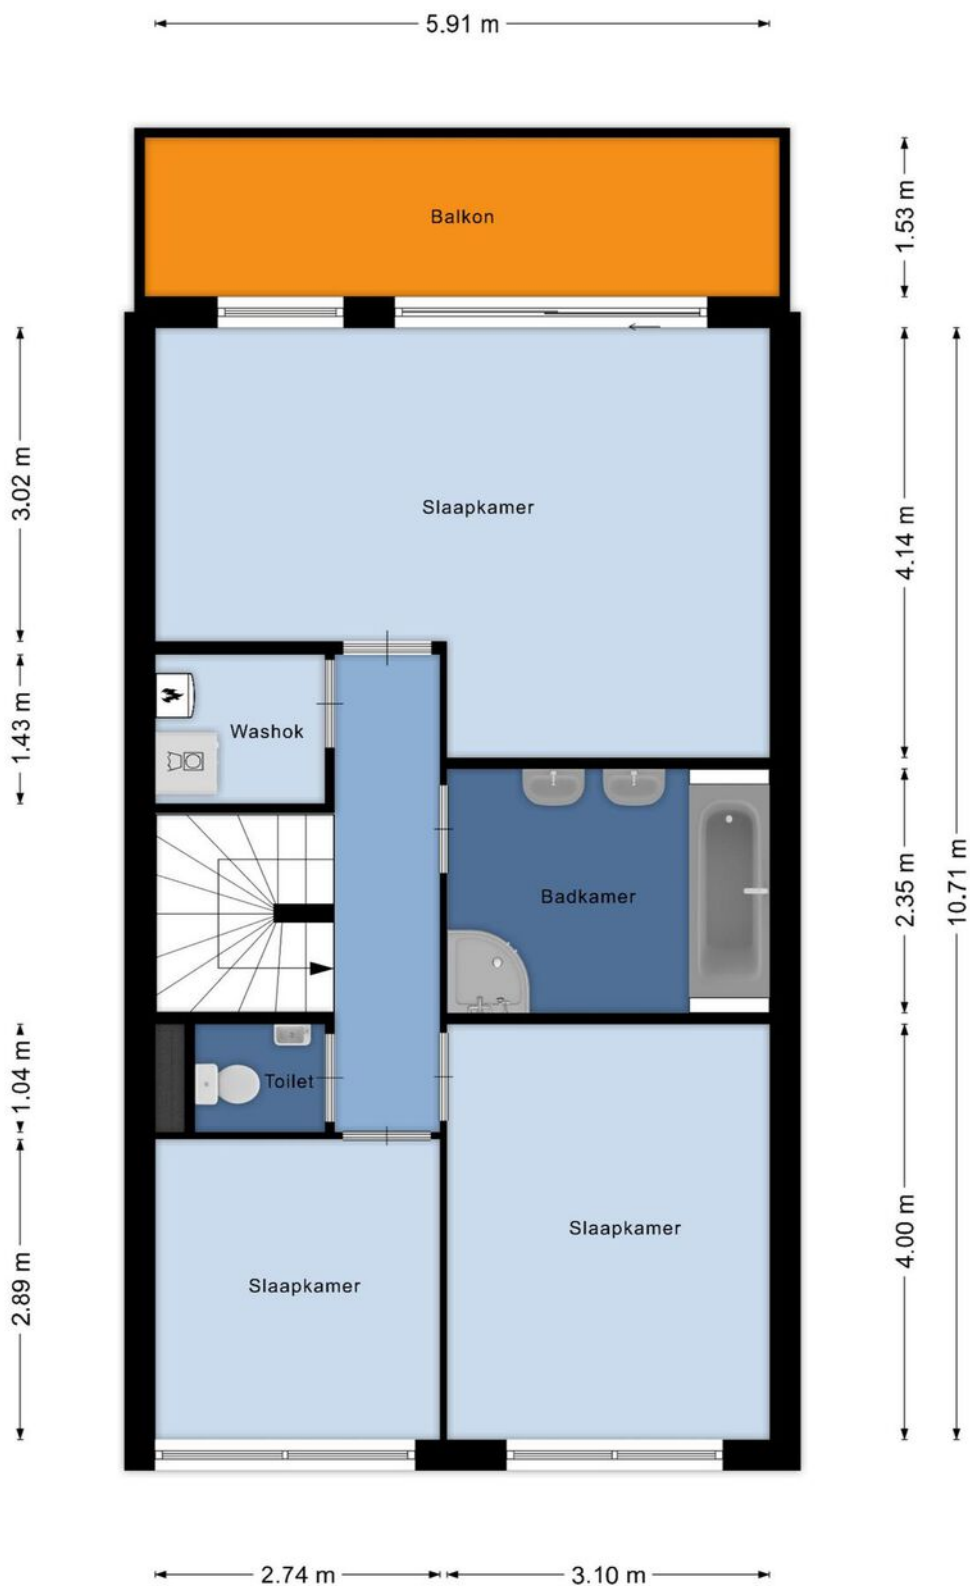 5.91 m
Balkon
1.53 m
3.02 m
Slaapkamer
4.14 m
1.43 m
Washok
10.71 m
2.35 m
Badkamer
1.04 m
Toilet
4.00 m
Slaapkamer
2.89 m
Slaapkamer
2.74 m
3.10 m